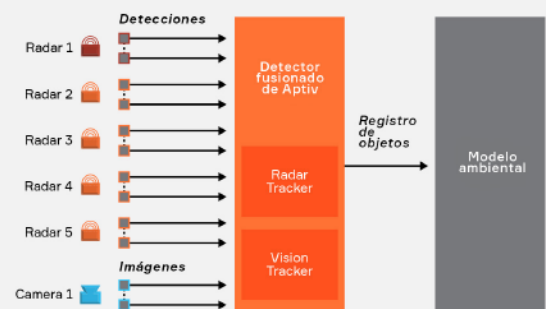 Detecciones
Radar 1
Radar 2
Radar 3
Radar 4
Radar 5
Imágenes
Camera 1
Detector
fusionado
de Aptiv
Radar
Tracker
Vision
Tracker
Registro
de
objetos
Modelo
ambiental